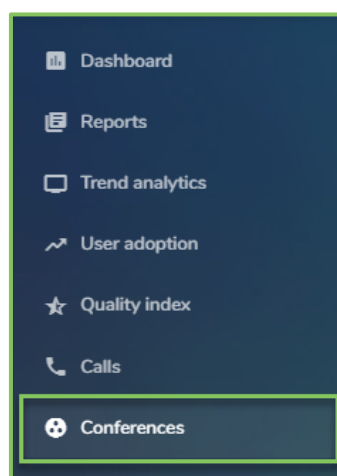 Dashboard
Reports
Trend analytics
User adoption
Quality index
Calls
Conferences